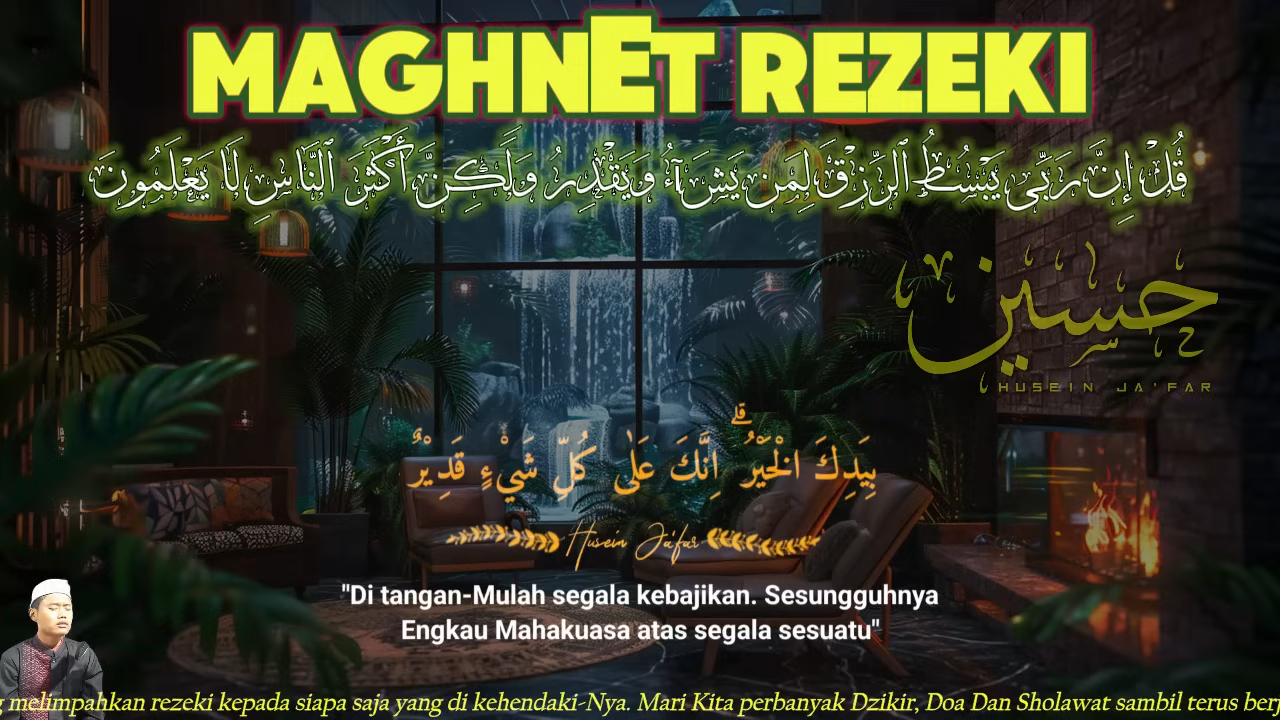 MAGHNET REZEKI
قُلْ إِنَّ رَبِّى يَبْسُطُ ٱلرِّزْقَ لِمَن يَشَآءُ وَيَقْدِرُ وَلَٰكِنَّ أَكْثَرَ ٱلنَّاسِ لَا يَعْلَمُونَ
حسين
HUSEIN JA'FAR
بِيَدِكَ الْخَيْرُ ۗ اِنَّكَ عَلٰى كُلِّ شَيْءٍ قَدِيْرٌ
Husein Ja'far
"Di tangan-Mulah segala kebajikan. Sesungguhnya
Engkau Mahakuasa atas segala sesuatu"
melimpahkan rezeki kepada siapa saja yang di kehendaki-Nya. Mari Kita perbanyak Dzikir, Doa Dan Sholawat sambil terus